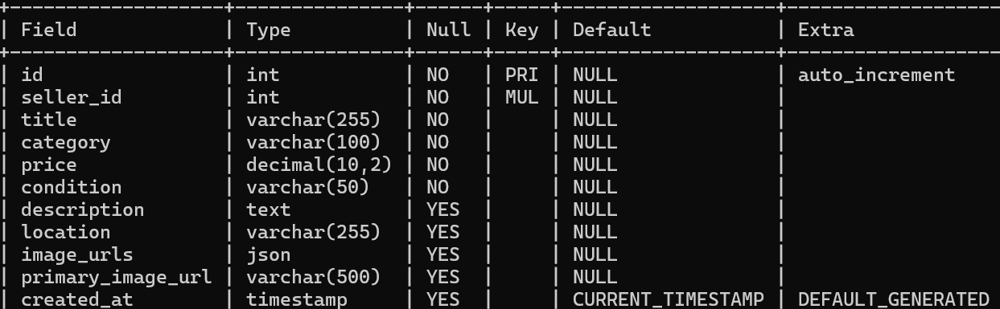 +-------------------+---------------+------+-----+-------------------+-------------------
| Field             | Type          | Null | Key | Default           | Extra
+-------------------+---------------+------+-----+-------------------+-------------------
| id                | int           | NO   | PRI | NULL              | auto_increment
| seller_id         | int           | NO   | MUL | NULL              |
| title             | varchar(255)  | NO   |     | NULL              |
| category          | varchar(100)  | NO   |     | NULL              |
| price             | decimal(10,2) | NO   |     | NULL              |
| condition         | varchar(50)   | NO   |     | NULL              |
| description       | text          | YES  |     | NULL              |
| location          | varchar(255)  | YES  |     | NULL              |
| image_urls        | json          | YES  |     | NULL              |
| primary_image_url | varchar(500)  | YES  |     | NULL              |
| created_at        | timestamp     | YES  |     | CURRENT_TIMESTAMP | DEFAULT_GENERATED